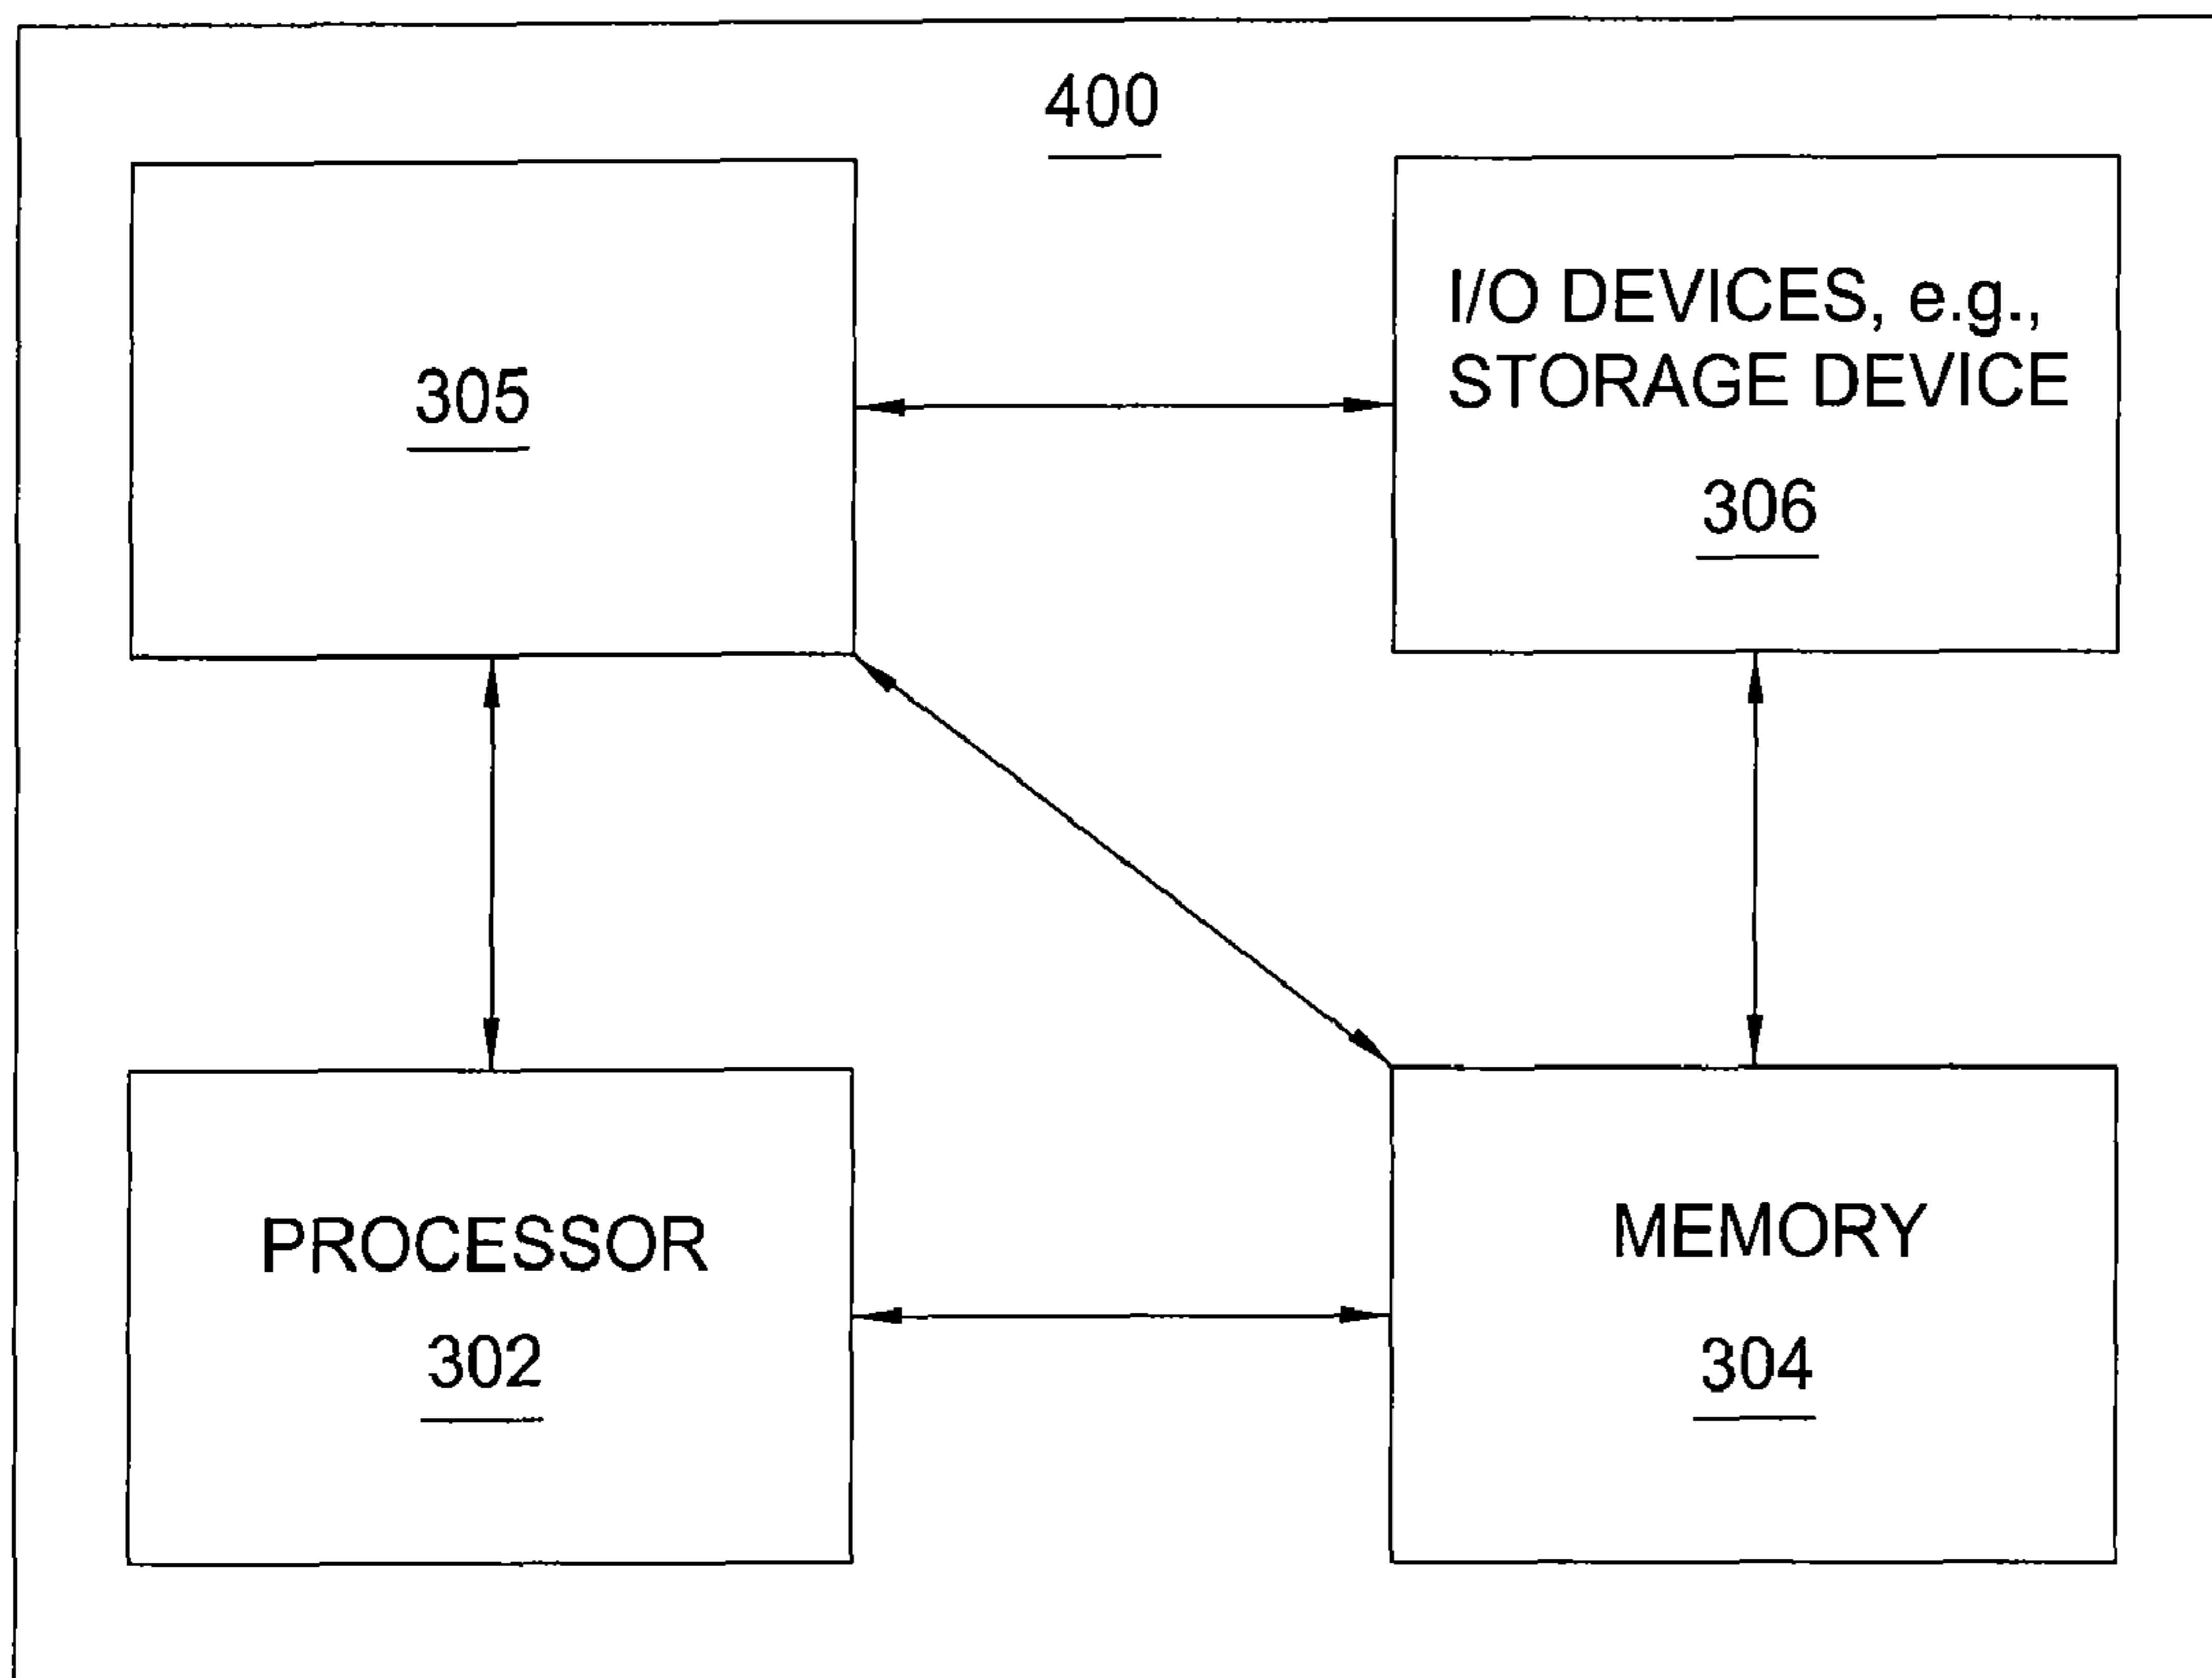 400
305
I/O DEVICES, e.g.,
STORAGE DEVICE
306
PROCESSOR
302
MEMORY
304